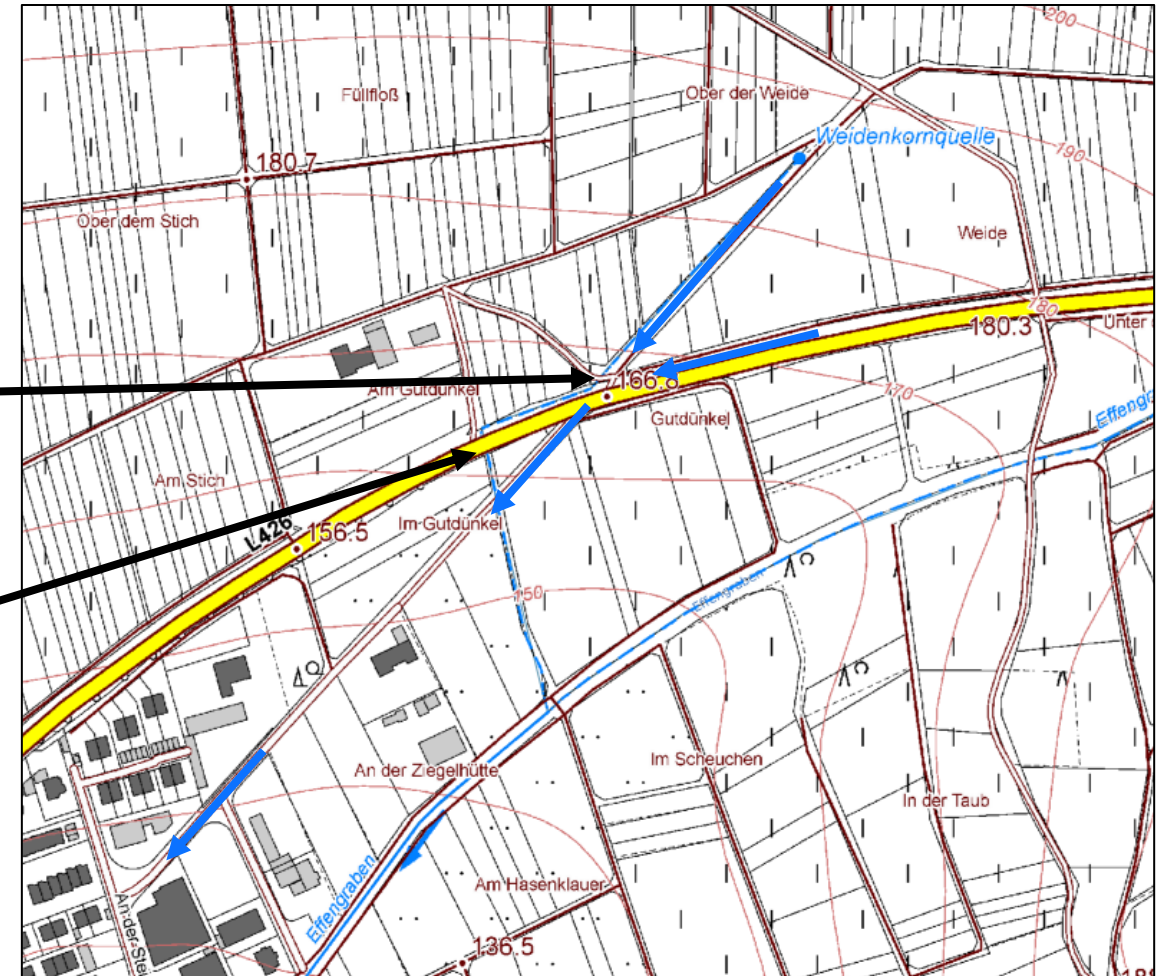 200
Füllfloß
Ober der Weide
Weidenkornquelle
190
180.7
Ober dem Stich
Weide
180
180.3
Unter
166.8
Am Gutdünkel
170
Gutdünkel
Effengr
Am Stich
Im Gutdünkel
L426
156.5
150
Effengraben
An der Ziegelhütte
Im Scheuchen
In der Taub
Am Hasenklauer
Effengraben
An der Ste
136.5